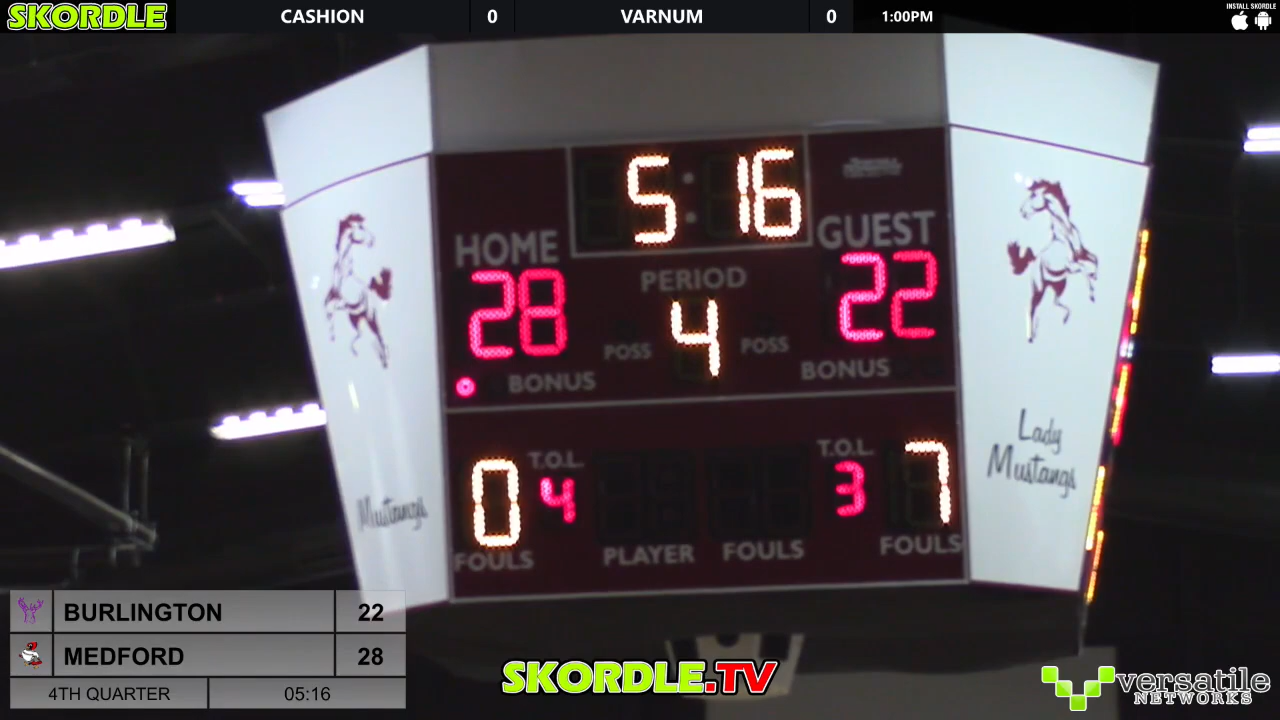 SKORDLE CASHION 0 VARNUM 0 1:00PM INSTALL SKORDLE
5:16
HOME GUEST
28 PERIOD 22
4
POSS POSS
BONUS BONUS
T.O.L. T.O.L.
0 4 3 7
FOULS PLAYER FOULS FOULS
Mustangs
Lady
Mustangs
BURLINGTON 22
MEDFORD 28
4TH QUARTER 05:16
SKORDLE.TV
versatile
NETWORKS